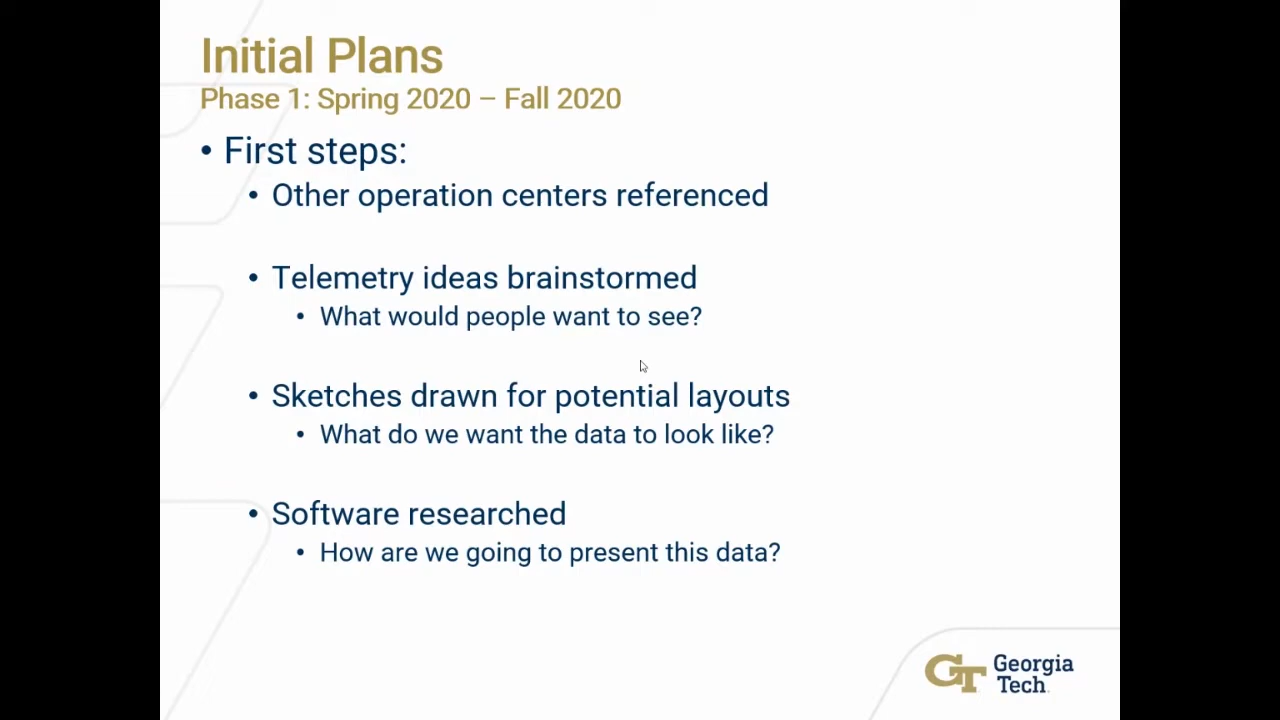 Initial Plans
Phase 1: Spring 2020 – Fall 2020
• First steps:
• Other operation centers referenced
• Telemetry ideas brainstormed
• What would people want to see?
• Sketches drawn for potential layouts
• What do we want the data to look like?
• Software researched
• How are we going to present this data?
GT Georgia
Tech